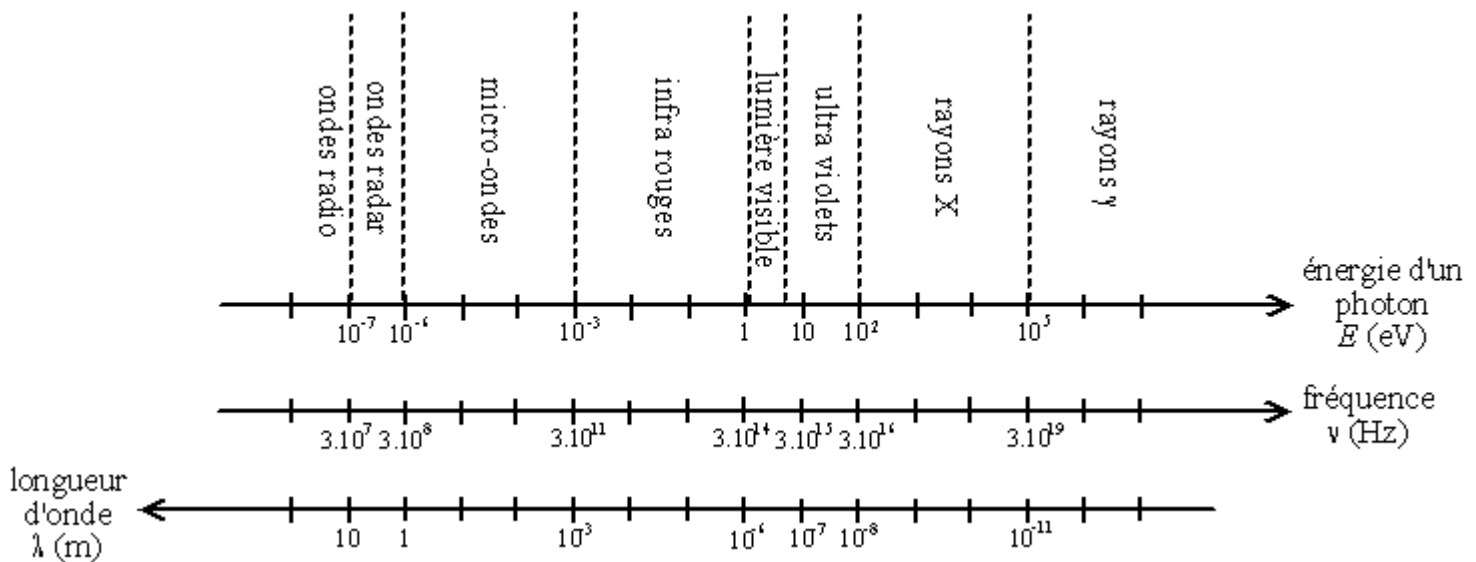 ondes radio
ondes radar
micro-ondes
infra rouges
lumière visible
ultra violets
rayons X
rayons γ
énergie d'un
photon
E (eV)
10⁻⁷ 10⁻⁶ 10⁻³ 1 10 10² 10⁵
fréquence
ν (Hz)
3.10⁷ 3.10⁸ 3.10¹¹ 3.10¹⁴ 3.10¹⁵ 3.10¹⁶ 3.10¹⁹
longueur
d'onde
λ (m)
10 1 10⁻³ 10⁻⁶ 10⁻⁷ 10⁻⁸ 10⁻¹¹